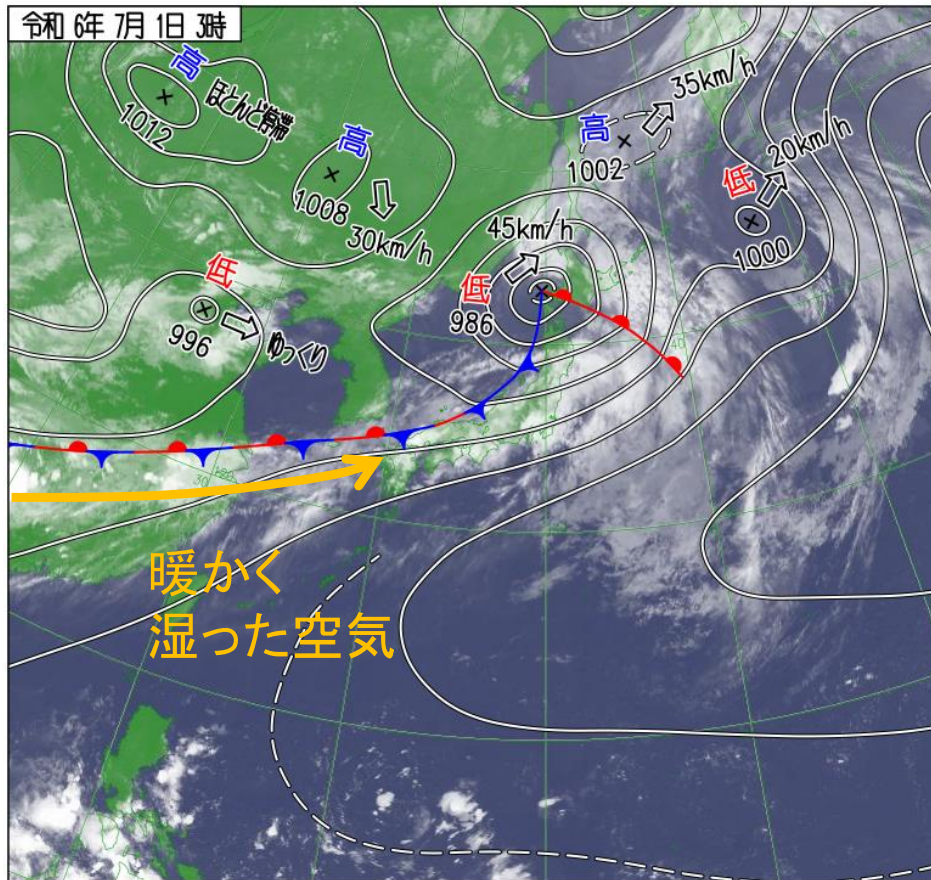 令和 6年 7月 1日 3時
高
ほとんど停滞
1012
高
1008
30km/h
高
1002
35km/h
低
20km/h
1000
45km/h
低
986
低
996
ゆっくり
40
30
暖かく
湿った空気